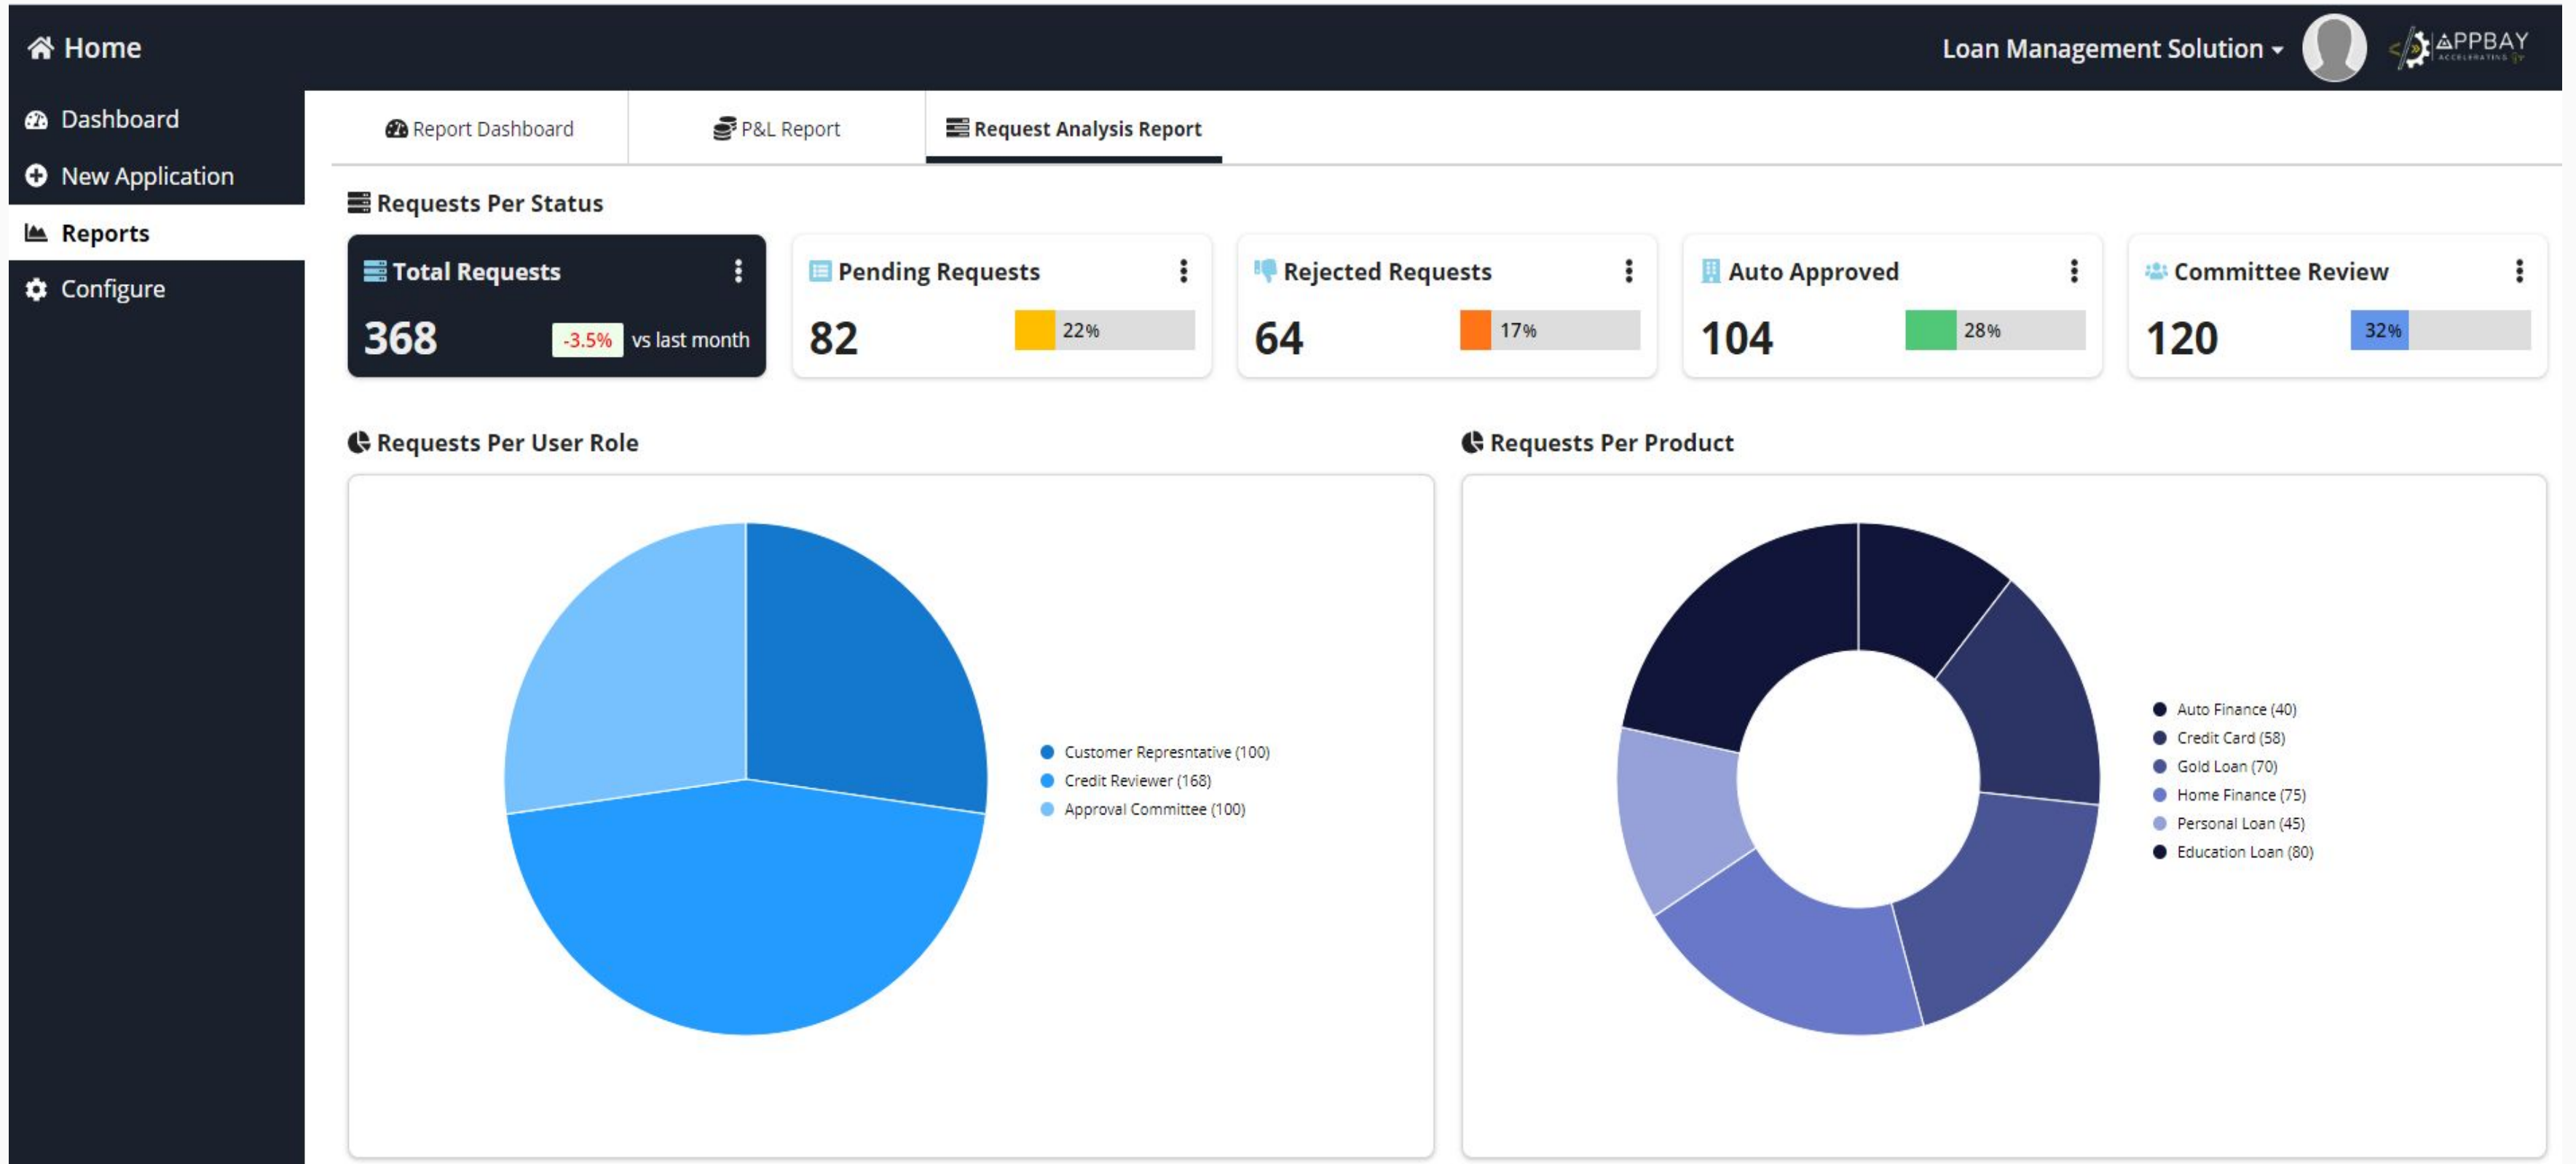 Home
Loan Management Solution
APPBAY
Dashboard
New Application
Reports
Configure
Report Dashboard
P&L Report
Request Analysis Report
Requests Per Status
Total Requests
368
-3.5% vs last month
Pending Requests
82
22%
Rejected Requests
64
17%
Auto Approved
104
28%
Committee Review
120
32%
Requests Per User Role
Customer Represntative (100)
Credit Reviewer (168)
Approval Committee (100)
Requests Per Product
Auto Finance (40)
Credit Card (58)
Gold Loan (70)
Home Finance (75)
Personal Loan (45)
Education Loan (80)